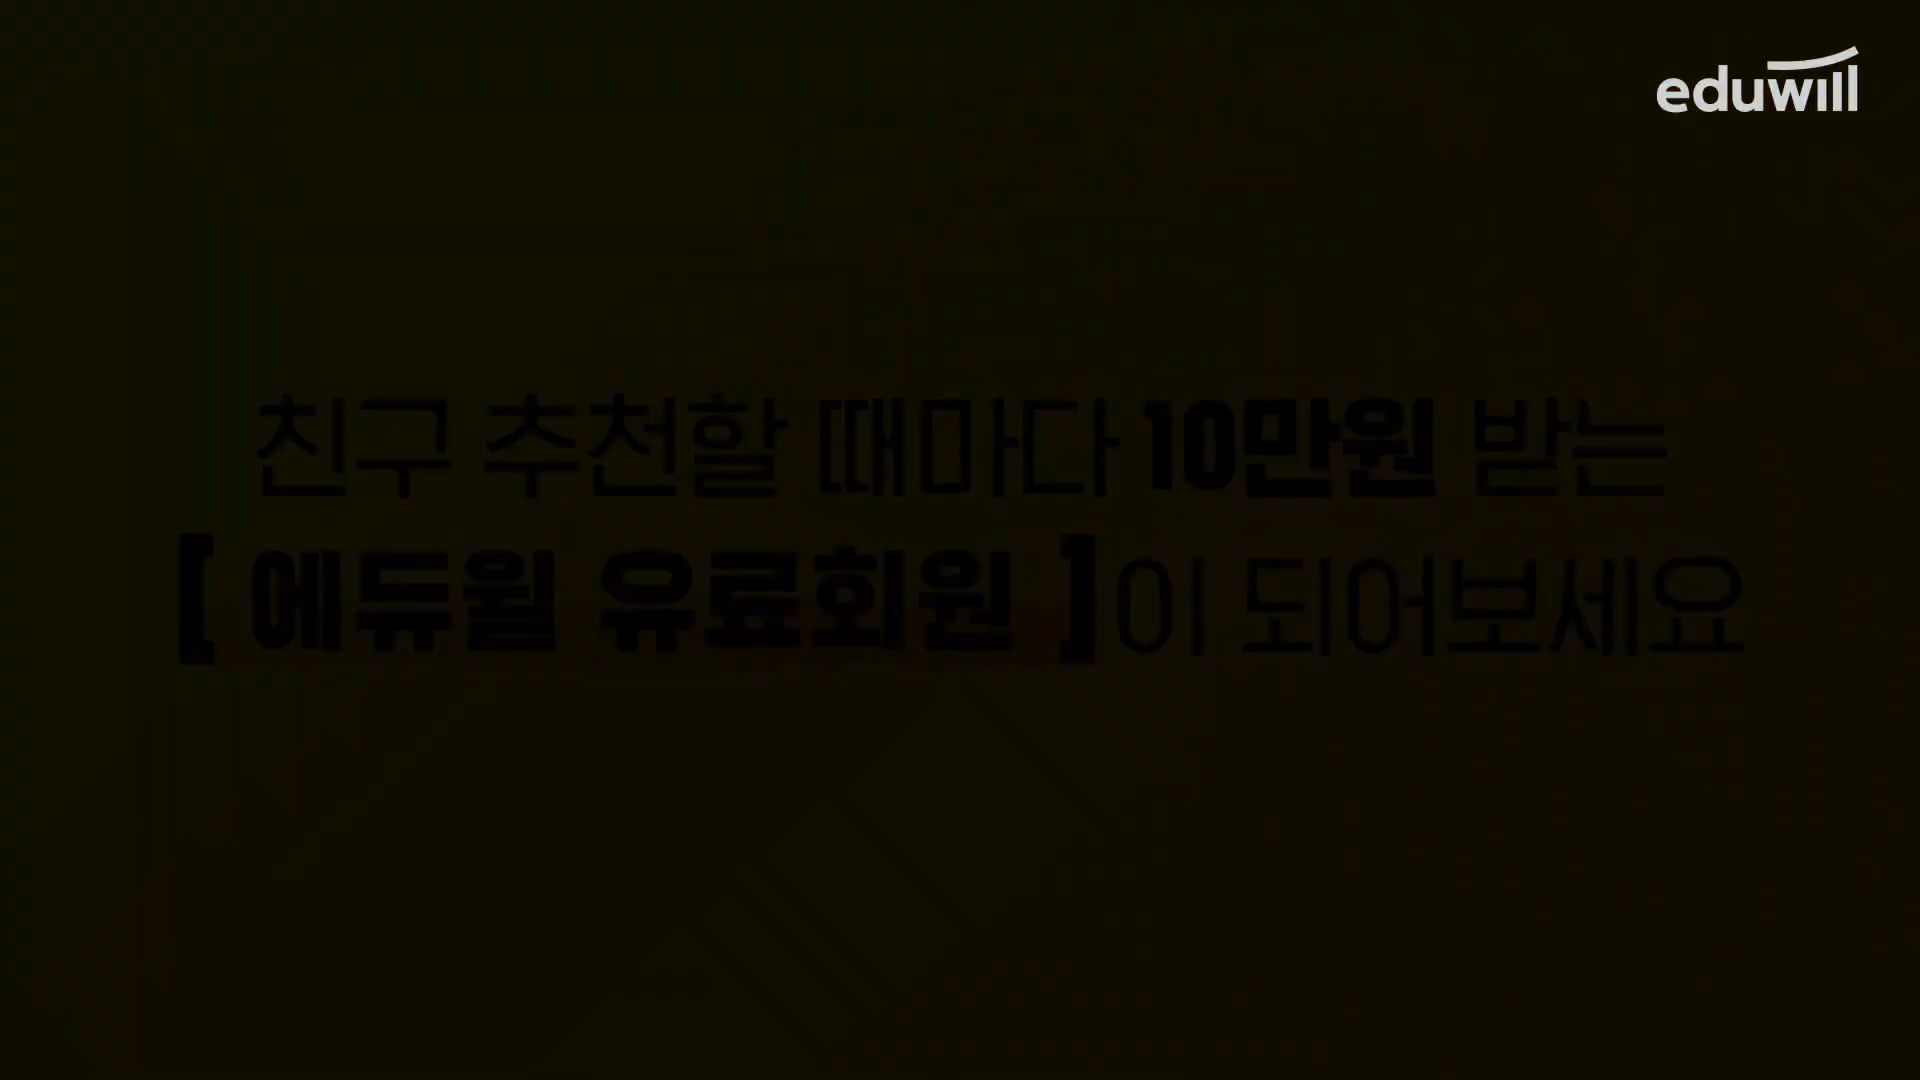 eduwill
친구 추천할 때마다 10만원 받는
[ 에듀윌 유료회원 ]이 되어보세요